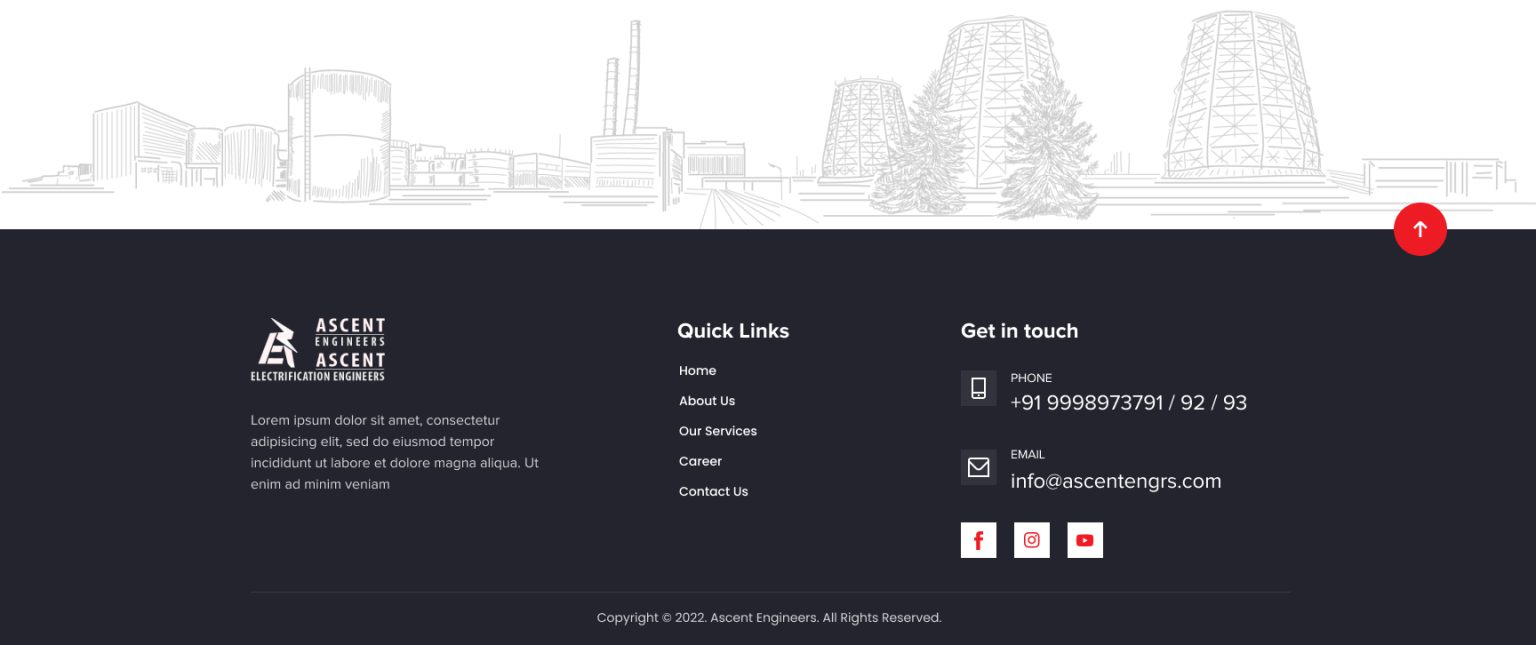 ASCENT
ENGINEERS
ASCENT
ELECTRIFICATION ENGINEERS
Lorem ipsum dolor sit amet, consectetur
adipisicing elit, sed do eiusmod tempor
incididunt ut labore et dolore magna aliqua. Ut
enim ad minim veniam
Quick Links
Home
About Us
Our Services
Career
Contact Us
Get in touch
PHONE
+91 9998973791 / 92 / 93
EMAIL
info@ascentengrs.com
Copyright © 2022. Ascent Engineers. All Rights Reserved.